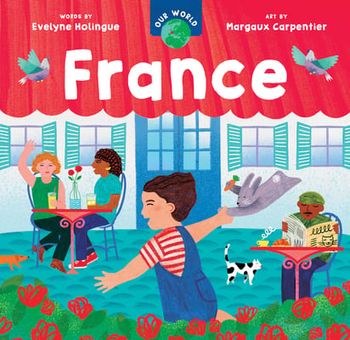 WORDS BY
Evelyne Holingue
OUR WORLD
ART BY
Margaux Carpentier
France